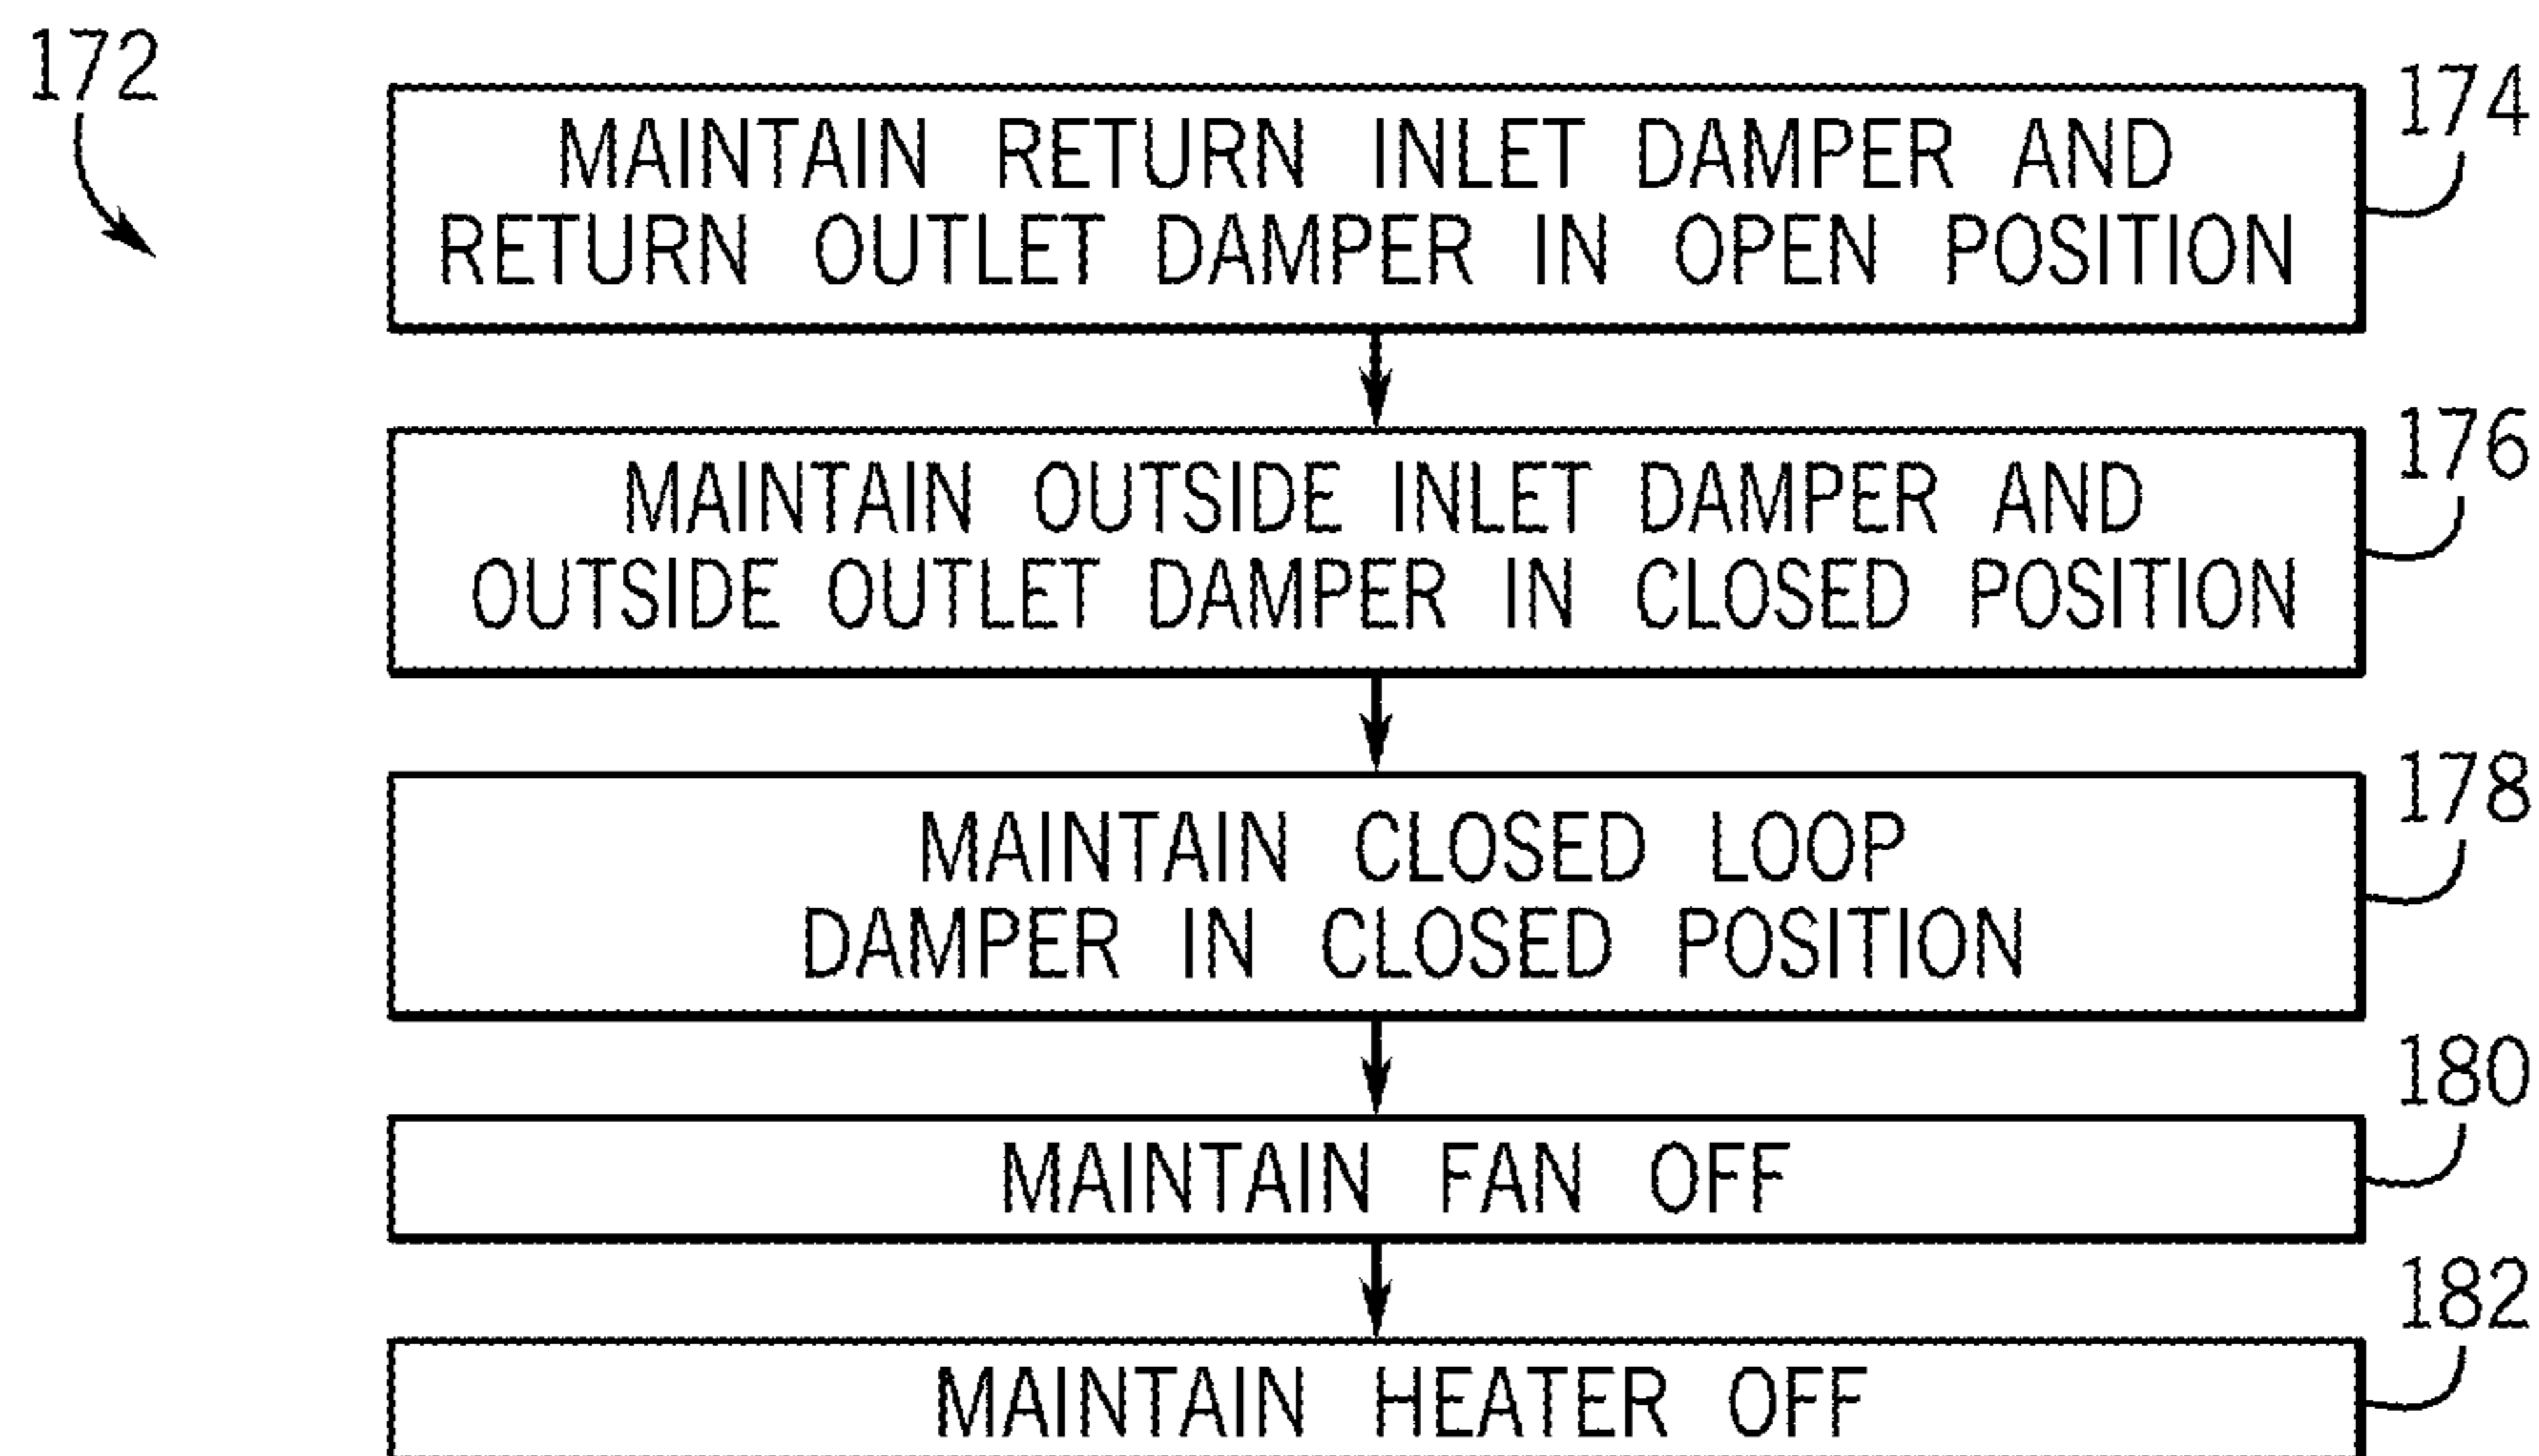 172
174
MAINTAIN RETURN INLET DAMPER AND
RETURN OUTLET DAMPER IN OPEN POSITION
176
MAINTAIN OUTSIDE INLET DAMPER AND
OUTSIDE OUTLET DAMPER IN CLOSED POSITION
178
MAINTAIN CLOSED LOOP
DAMPER IN CLOSED POSITION
180
MAINTAIN FAN OFF
182
MAINTAIN HEATER OFF